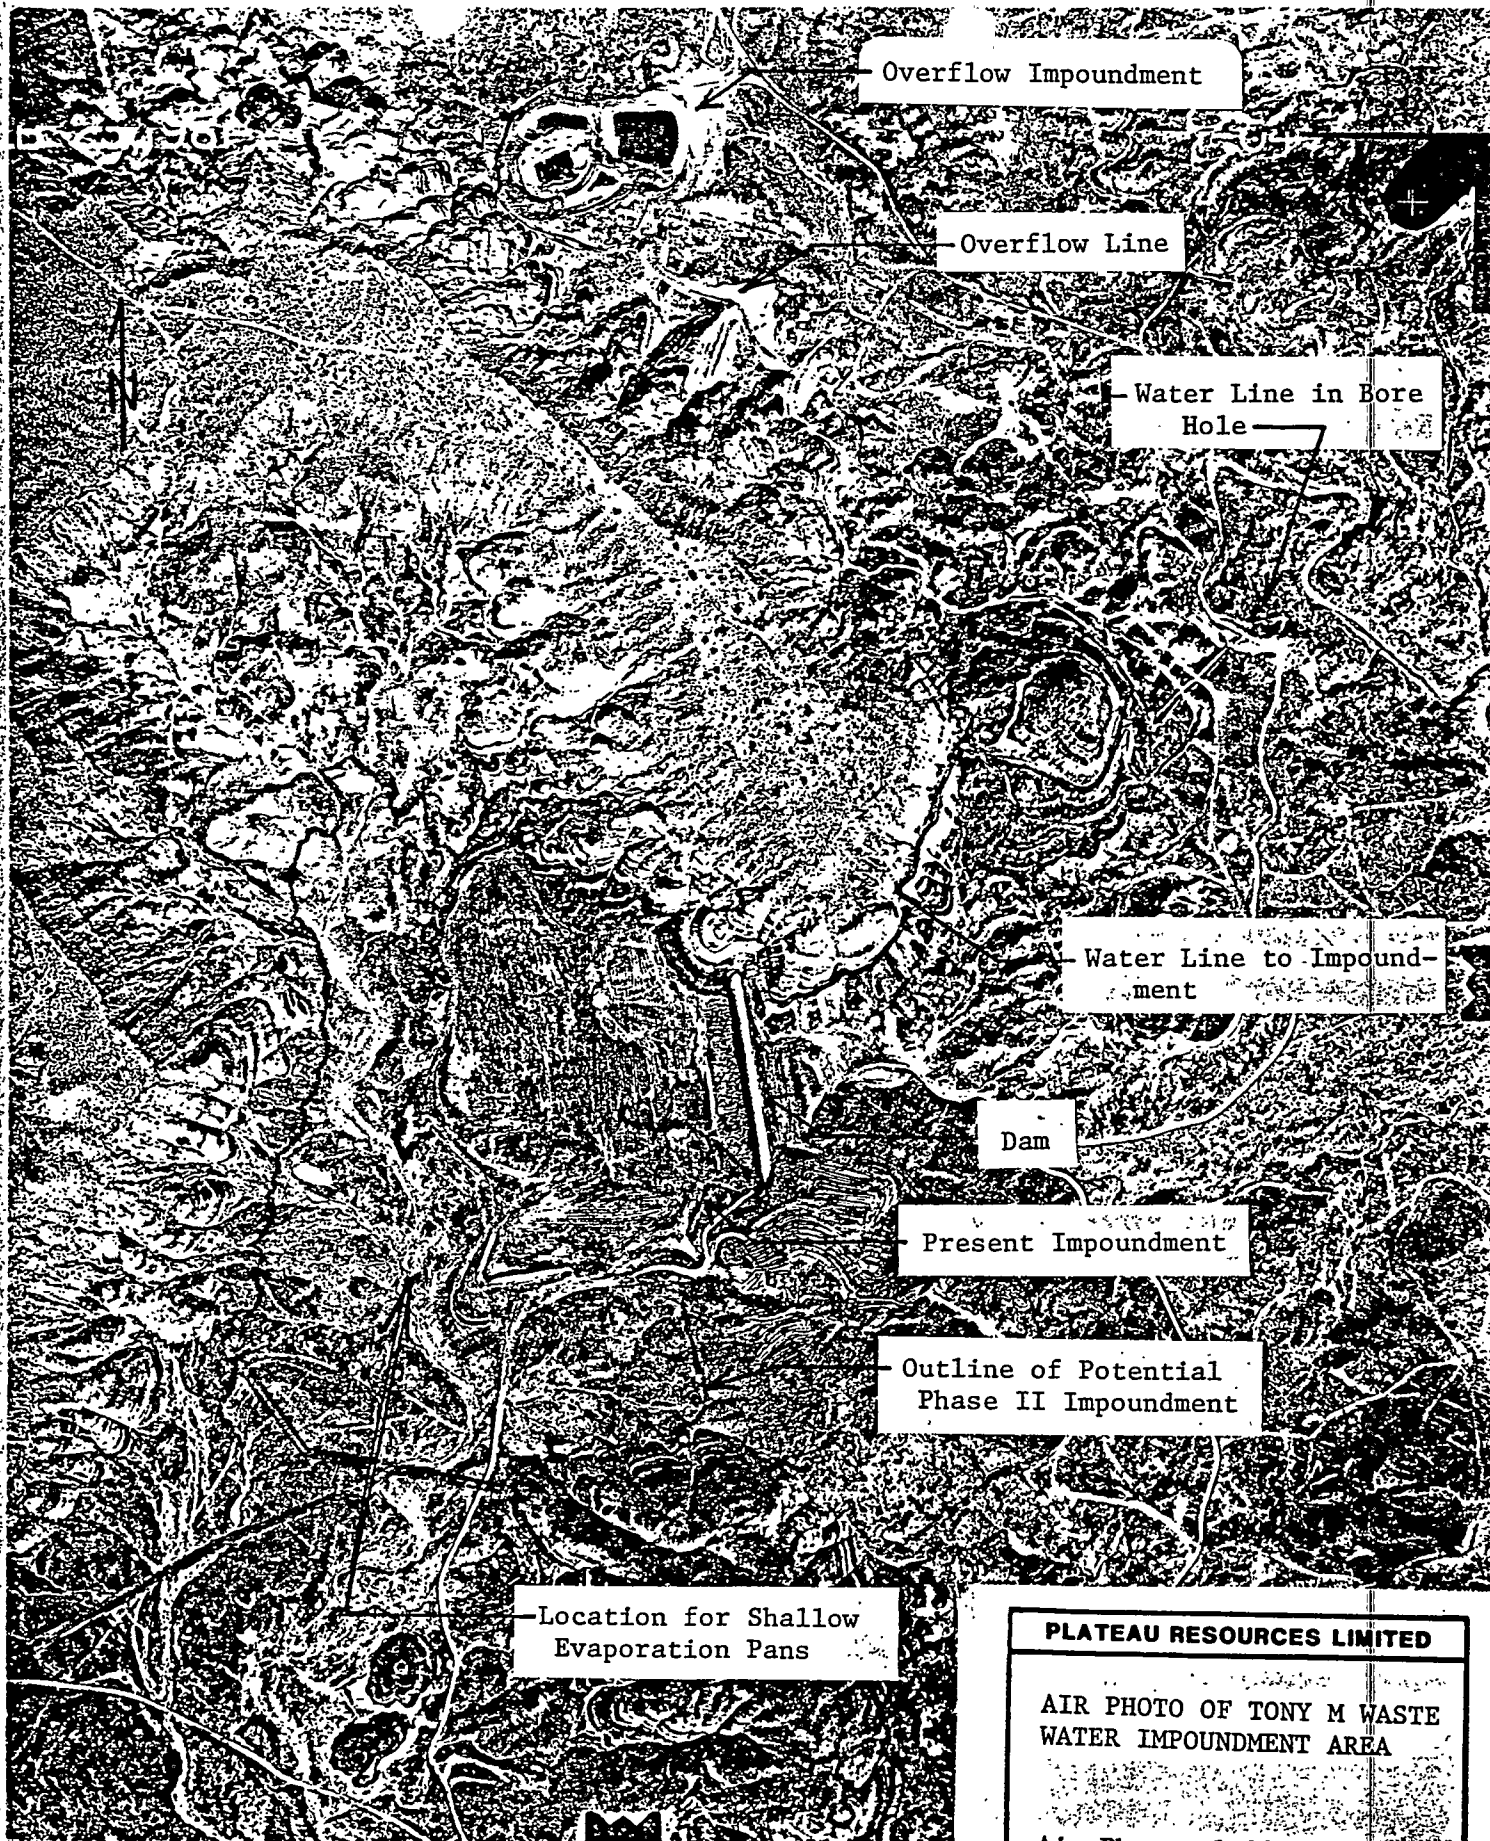 Overflow Impoundment
Overflow Line
N
Water Line in Bore
Hole
Water Line to Impound-
ment
Dam
Present Impoundment
Outline of Potential
Phase II Impoundment
Location for Shallow
Evaporation Pans
PLATEAU RESOURCES LIMITED
AIR PHOTO OF TONY M WASTE
WATER IMPOUNDMENT AREA